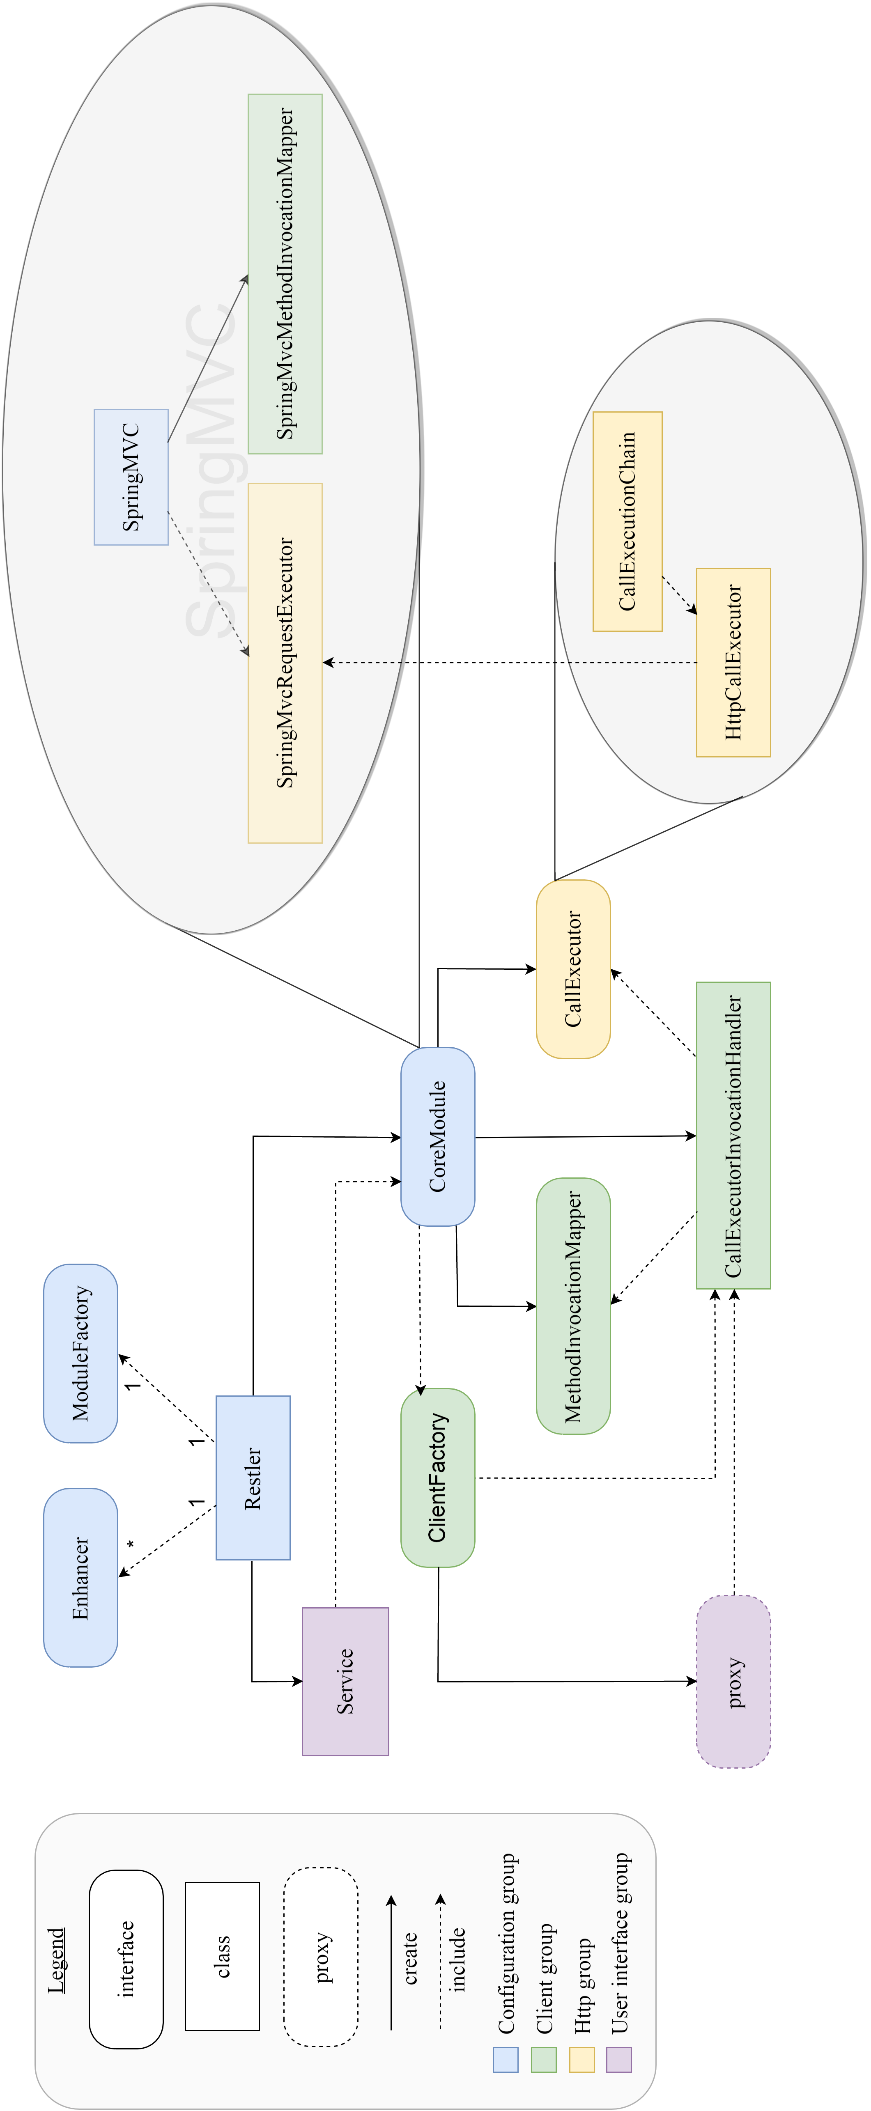 Legend
interface
class
proxy
create
include
Configuration group
Client group
Http group
User interface group
Enhancer
ModuleFactory
*
1
1
1
Restler
Service
CoreModule
ClientFactory
MethodInvocationMapper
CallExecutor
proxy
CallExecutorInvocationHandler
SpringMVC
SpringMVC
SpringMvcRequestExecutor
SpringMvcMethodInvocationMapper
CallExecutionChain
HttpCallExecutor